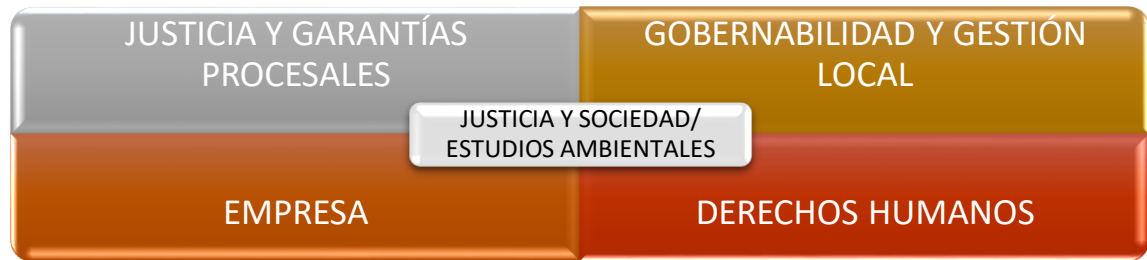 JUSTICIA Y GARANTÍAS
PROCESALES
GOBERNABILIDAD Y GESTIÓN
LOCAL
JUSTICIA Y SOCIEDAD/
ESTUDIOS AMBIENTALES
EMPRESA
DERECHOS HUMANOS